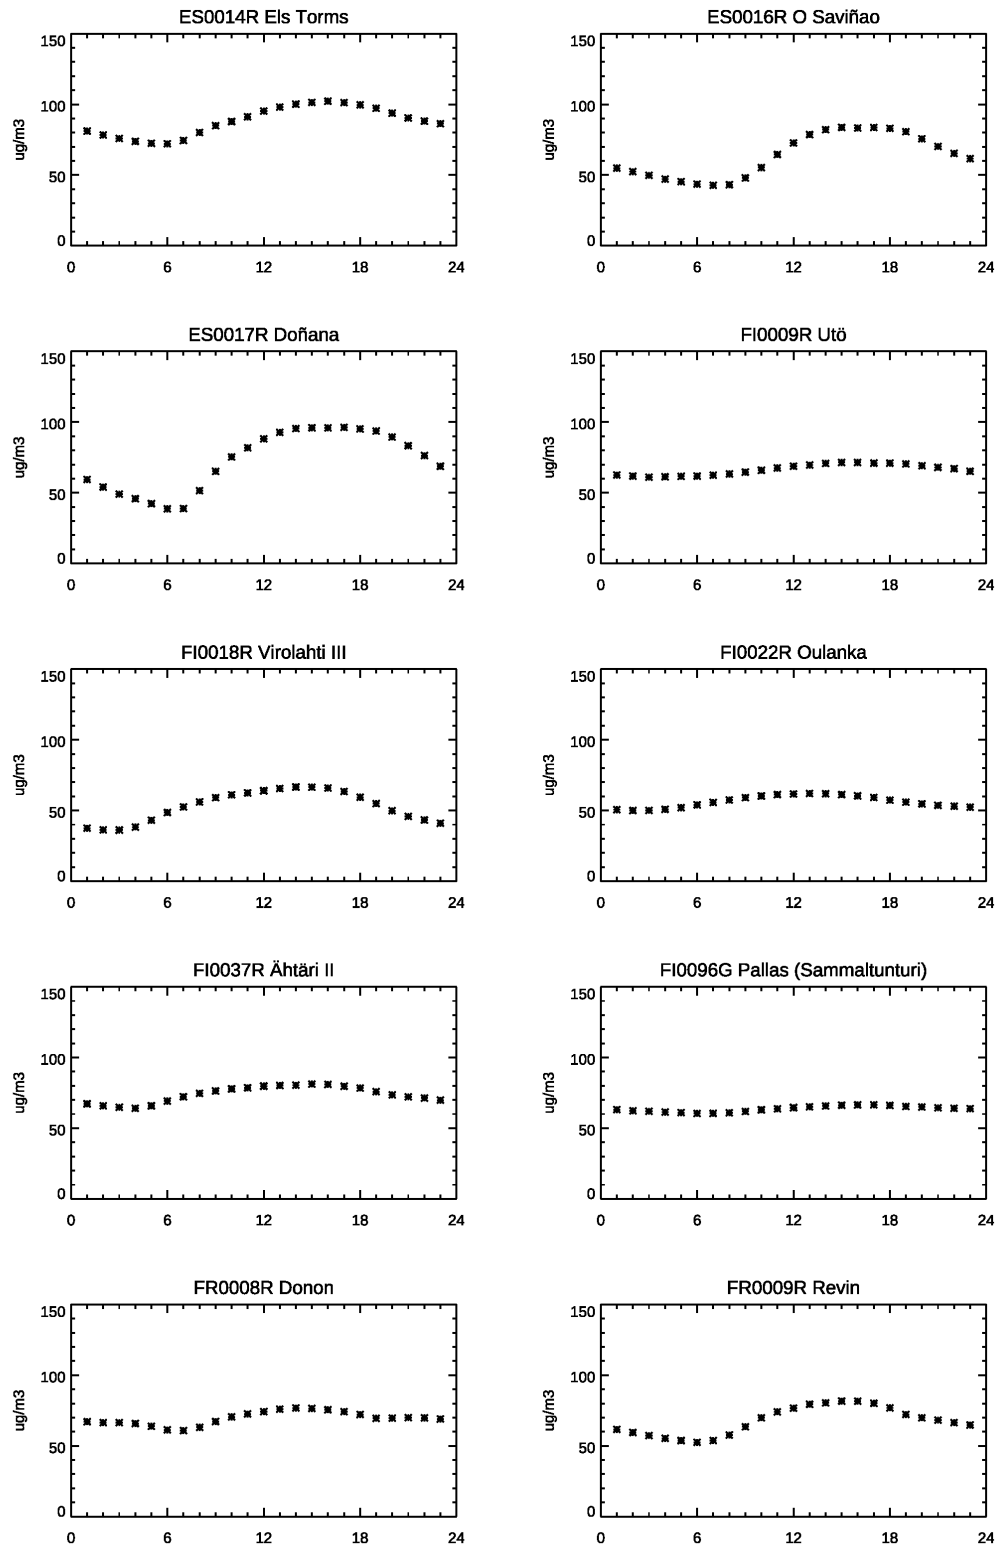 ES0014R Els Torms
ES0016R O Saviñao
150
100
50
0
ug/m3
0 6 12 18 24
150
100
50
0
ug/m3
0 6 12 18 24
ES0017R Doñana
FI0009R Utö
150
100
50
0
ug/m3
0 6 12 18 24
150
100
50
0
ug/m3
0 6 12 18 24
FI0018R Virolahti III
FI0022R Oulanka
150
100
50
0
ug/m3
0 6 12 18 24
150
100
50
0
ug/m3
0 6 12 18 24
FI0037R Ähtäri II
FI0096G Pallas (Sammaltunturi)
150
100
50
0
ug/m3
0 6 12 18 24
150
100
50
0
ug/m3
0 6 12 18 24
FR0008R Donon
FR0009R Revin
150
100
50
0
ug/m3
0 6 12 18 24
150
100
50
0
ug/m3
0 6 12 18 24